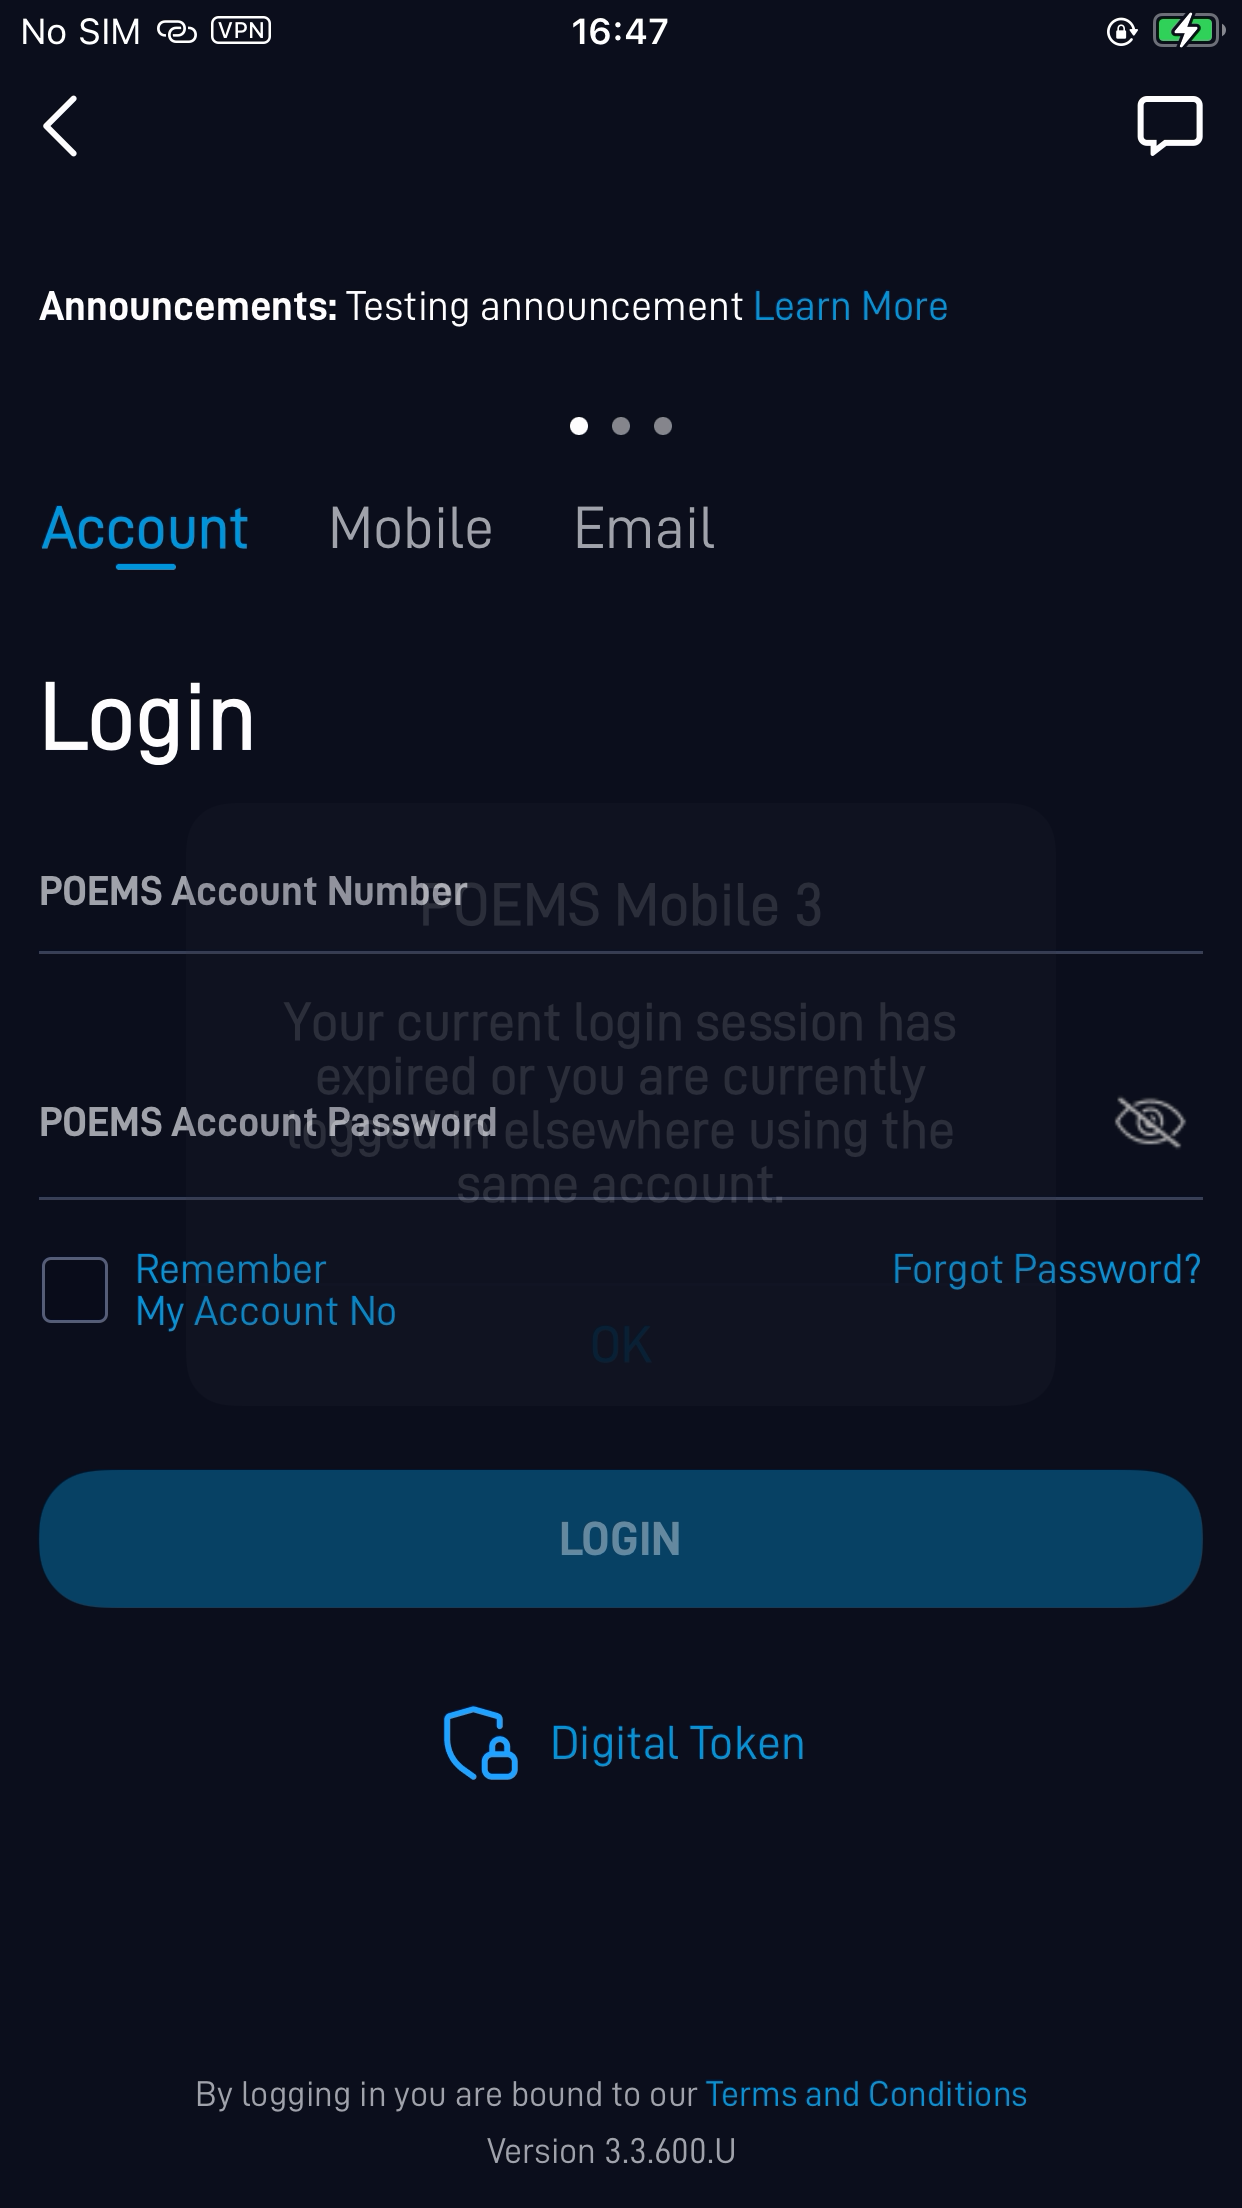 No SIM VPN 16:47
Announcements: Testing announcement Learn More
Account Mobile Email
Login
POEMS Account Number
POEMS Mobile 3
Your current login session has
expired or you are currently
POEMS Account Password
logged in elsewhere using the
same account.
Remember
My Account No
Forgot Password?
OK
LOGIN
Digital Token
By logging in you are bound to our Terms and Conditions
Version 3.3.600.U